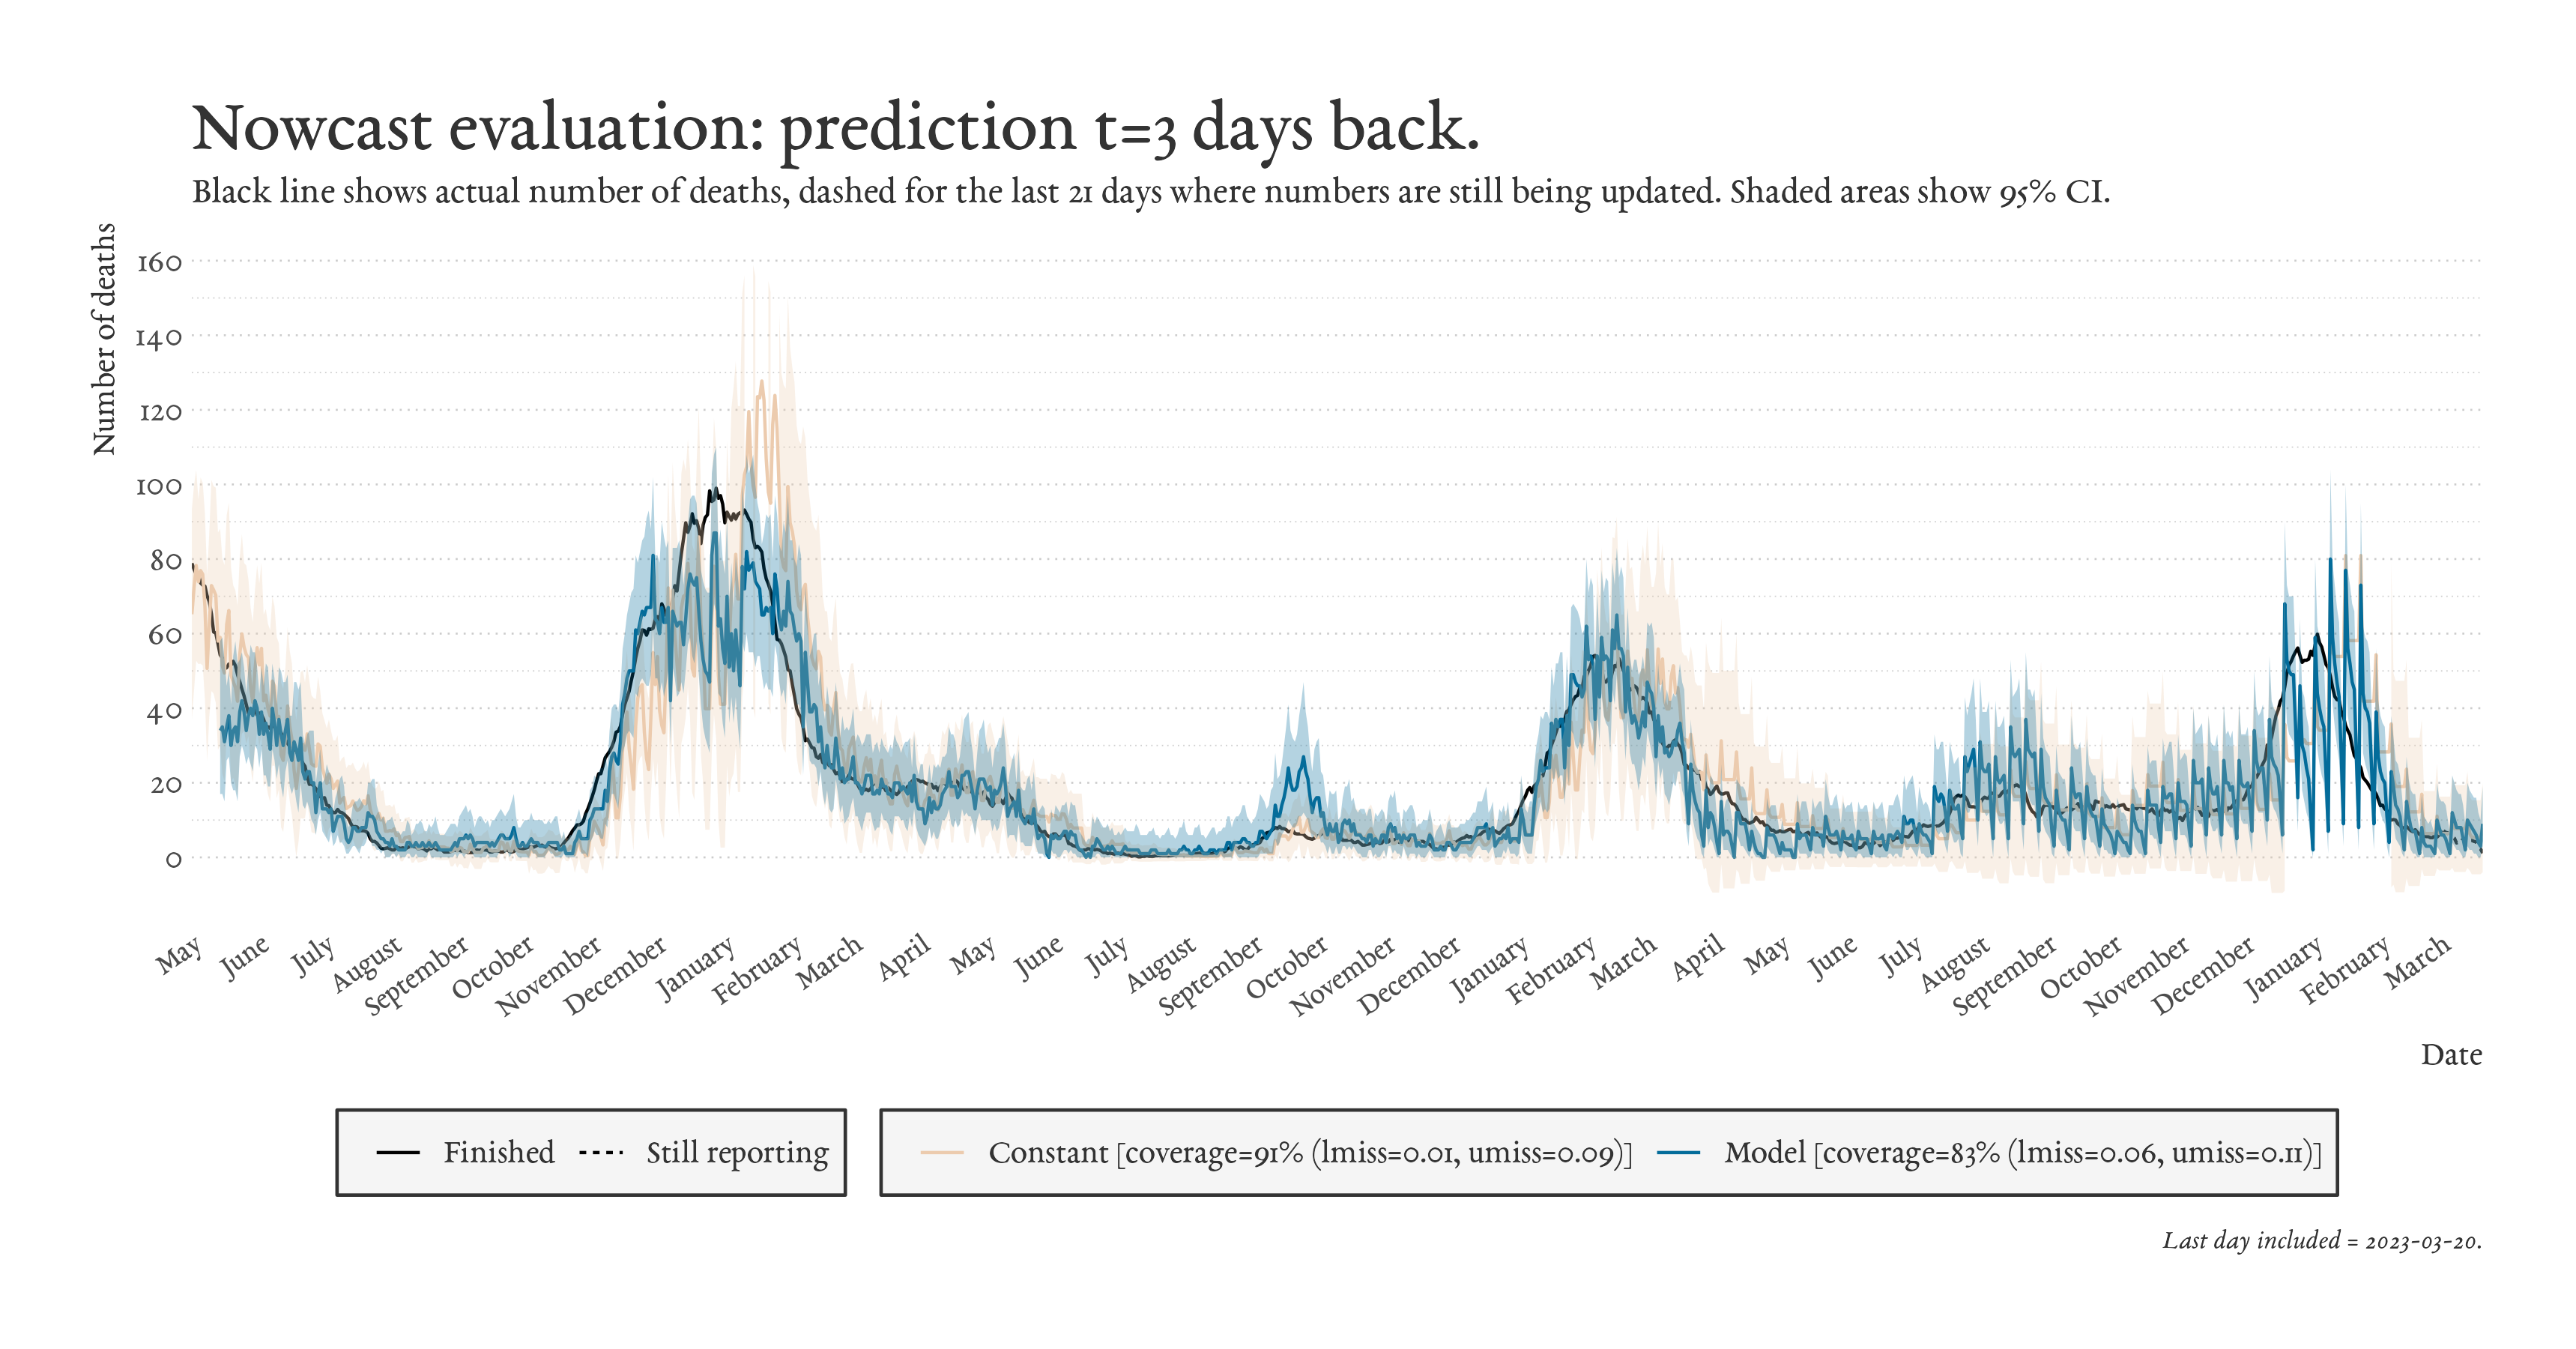 Nowcast evaluation: prediction t=3 days back.
Black line shows actual number of deaths, dashed for the last 21 days where numbers are still being updated. Shaded areas show 95% CI.
Number of deaths
160
140
120
100
80
60
40
20
0
May June July August September October November December January February March April May June July August September October November December January February March April May June July August September October November December January February March
Date
Finished Still reporting Constant [coverage=91% (lmiss=0.01, umiss=0.09)] Model [coverage=83% (lmiss=0.06, umiss=0.11)]
Last day included = 2023-03-20.